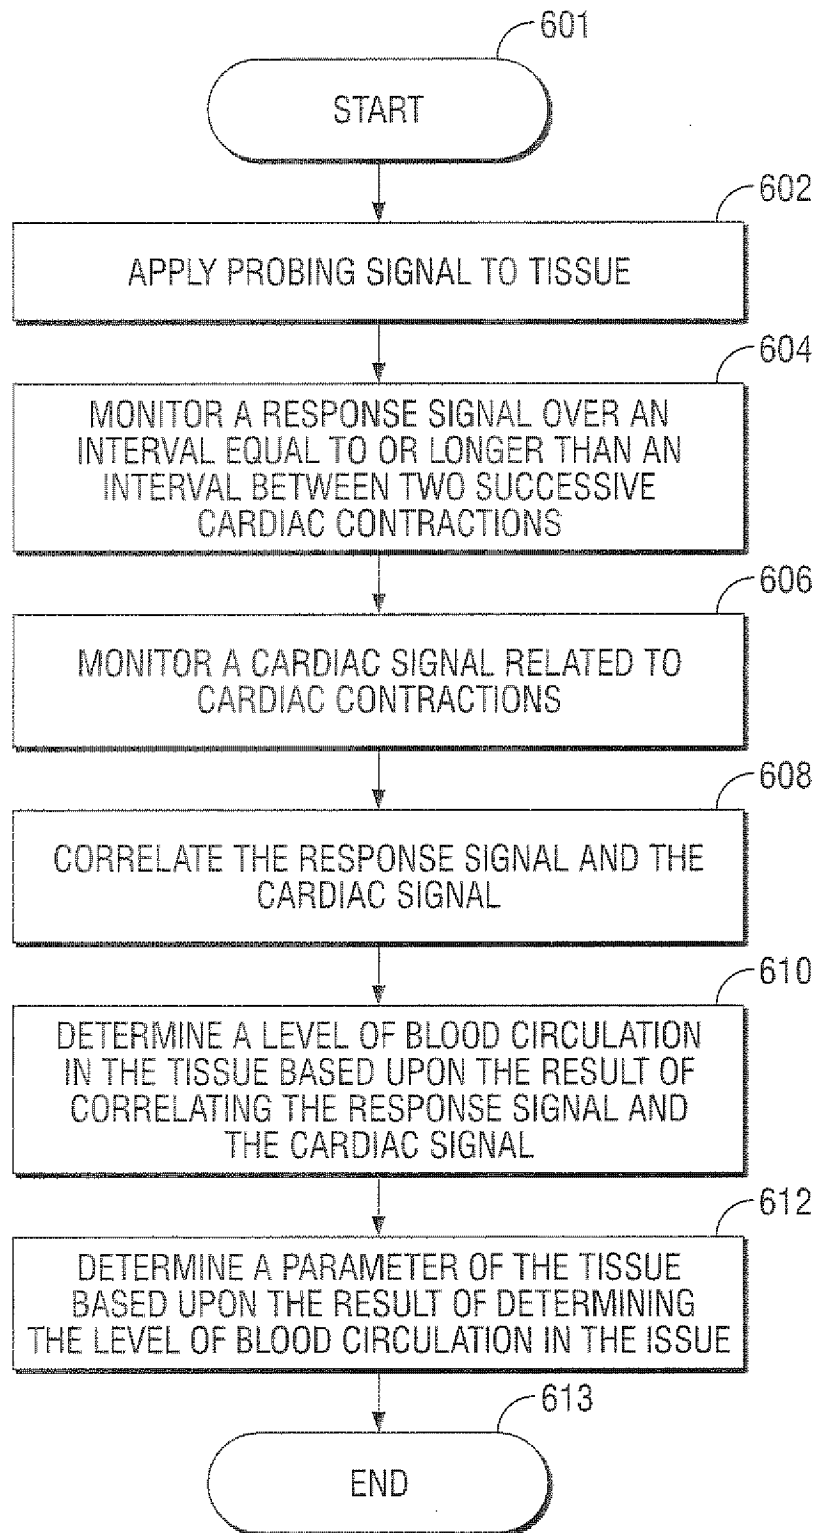 601
START
602
APPLY PROBING SIGNAL TO TISSUE
604
MONITOR A RESPONSE SIGNAL OVER AN
INTERVAL EQUAL TO OR LONGER THAN AN
INTERVAL BETWEEN TWO SUCCESSIVE
CARDIAC CONTRACTIONS
606
MONITOR A CARDIAC SIGNAL RELATED TO
CARDIAC CONTRACTIONS
608
CORRELATE THE RESPONSE SIGNAL AND THE
CARDIAC SIGNAL
610
DETERMINE A LEVEL OF BLOOD CIRCULATION
IN THE TISSUE BASED UPON THE RESULT OF
CORRELATING THE RESPONSE SIGNAL AND
THE CARDIAC SIGNAL
612
DETERMINE A PARAMETER OF THE TISSUE
BASED UPON THE RESULT OF DETERMINING
THE LEVEL OF BLOOD CIRCULATION IN THE ISSUE
613
END